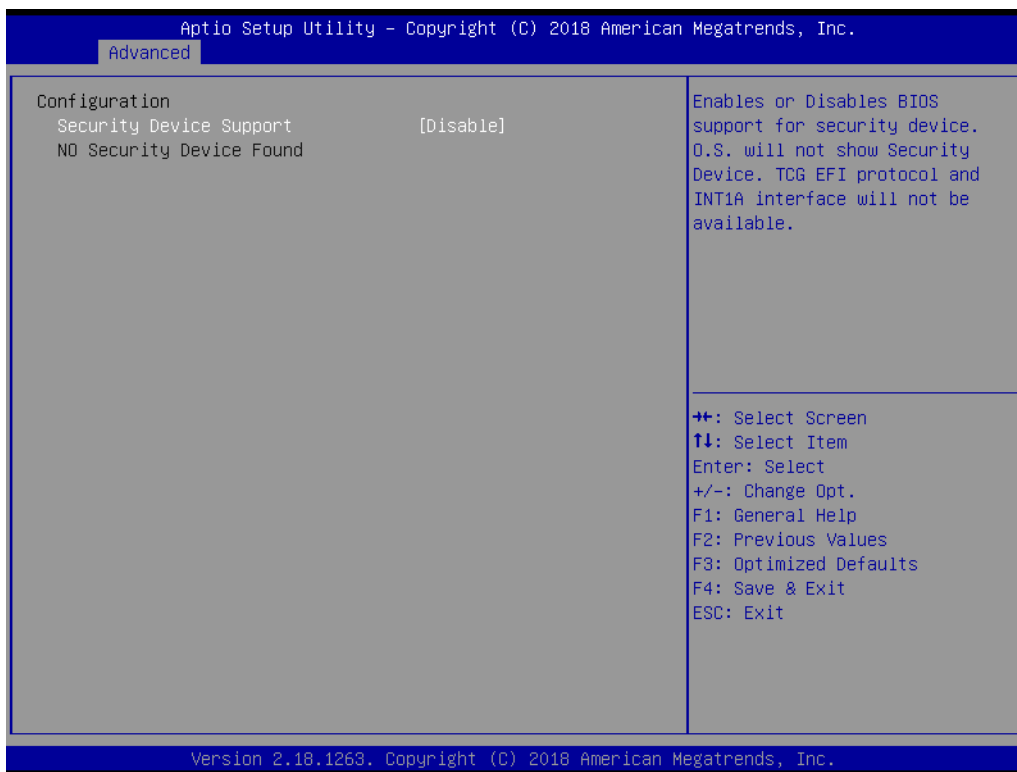 Aptio Setup Utility – Copyright (C) 2018 American Megatrends, Inc.
Advanced
Configuration
Security Device Support [Disable]
NO Security Device Found
Enables or Disables BIOS
support for security device.
O.S. will not show Security
Device. TCG EFI protocol and
INT1A interface will not be
available.
→←: Select Screen
↑↓: Select Item
Enter: Select
+/-: Change Opt.
F1: General Help
F2: Previous Values
F3: Optimized Defaults
F4: Save & Exit
ESC: Exit
Version 2.18.1263. Copyright (C) 2018 American Megatrends, Inc.